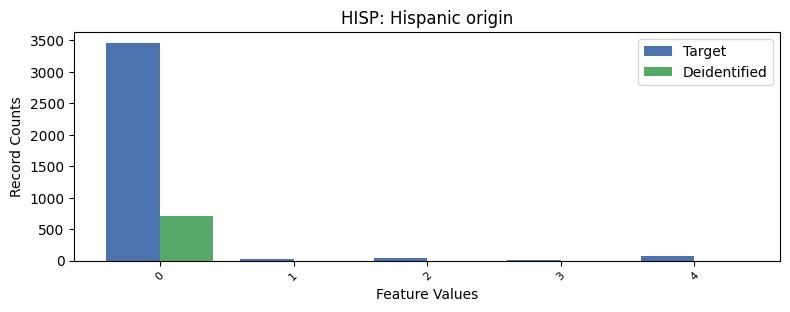 HISP: Hispanic origin
Target
Deidentified
Record Counts
3500
3000
2500
2000
1500
1000
500
0
0 1 2 3 4
Feature Values